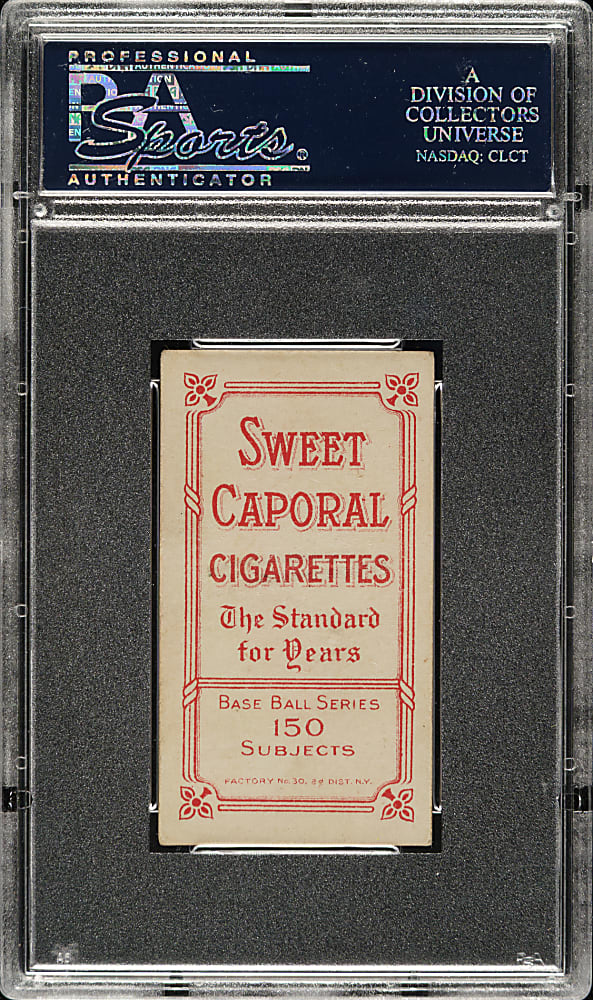 PROFESSIONAL
PSA
Sports®
AUTHENTICATOR
A
DIVISION OF
COLLECTORS
UNIVERSE
NASDAQ: CLCT
SWEET
CAPORAL
CIGARETTES
The Standard
for Years
BASE BALL SERIES
150
SUBJECTS
FACTORY No. 30, 2d DIST. N.Y.
PSA